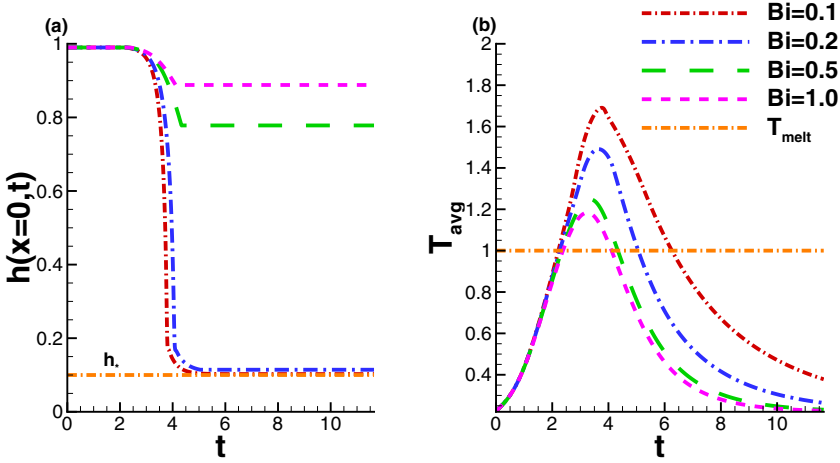 (a)
h(x=0,t)
1
0.8
0.6
0.4
0.2
0
h*
0 2 4 6 8 10
t
(b)
T_avg
2
1.8
1.6
1.4
1.2
1
0.8
0.6
0.4
0 2 4 6 8 10
t
Bi=0.1
Bi=0.2
Bi=0.5
Bi=1.0
T_melt